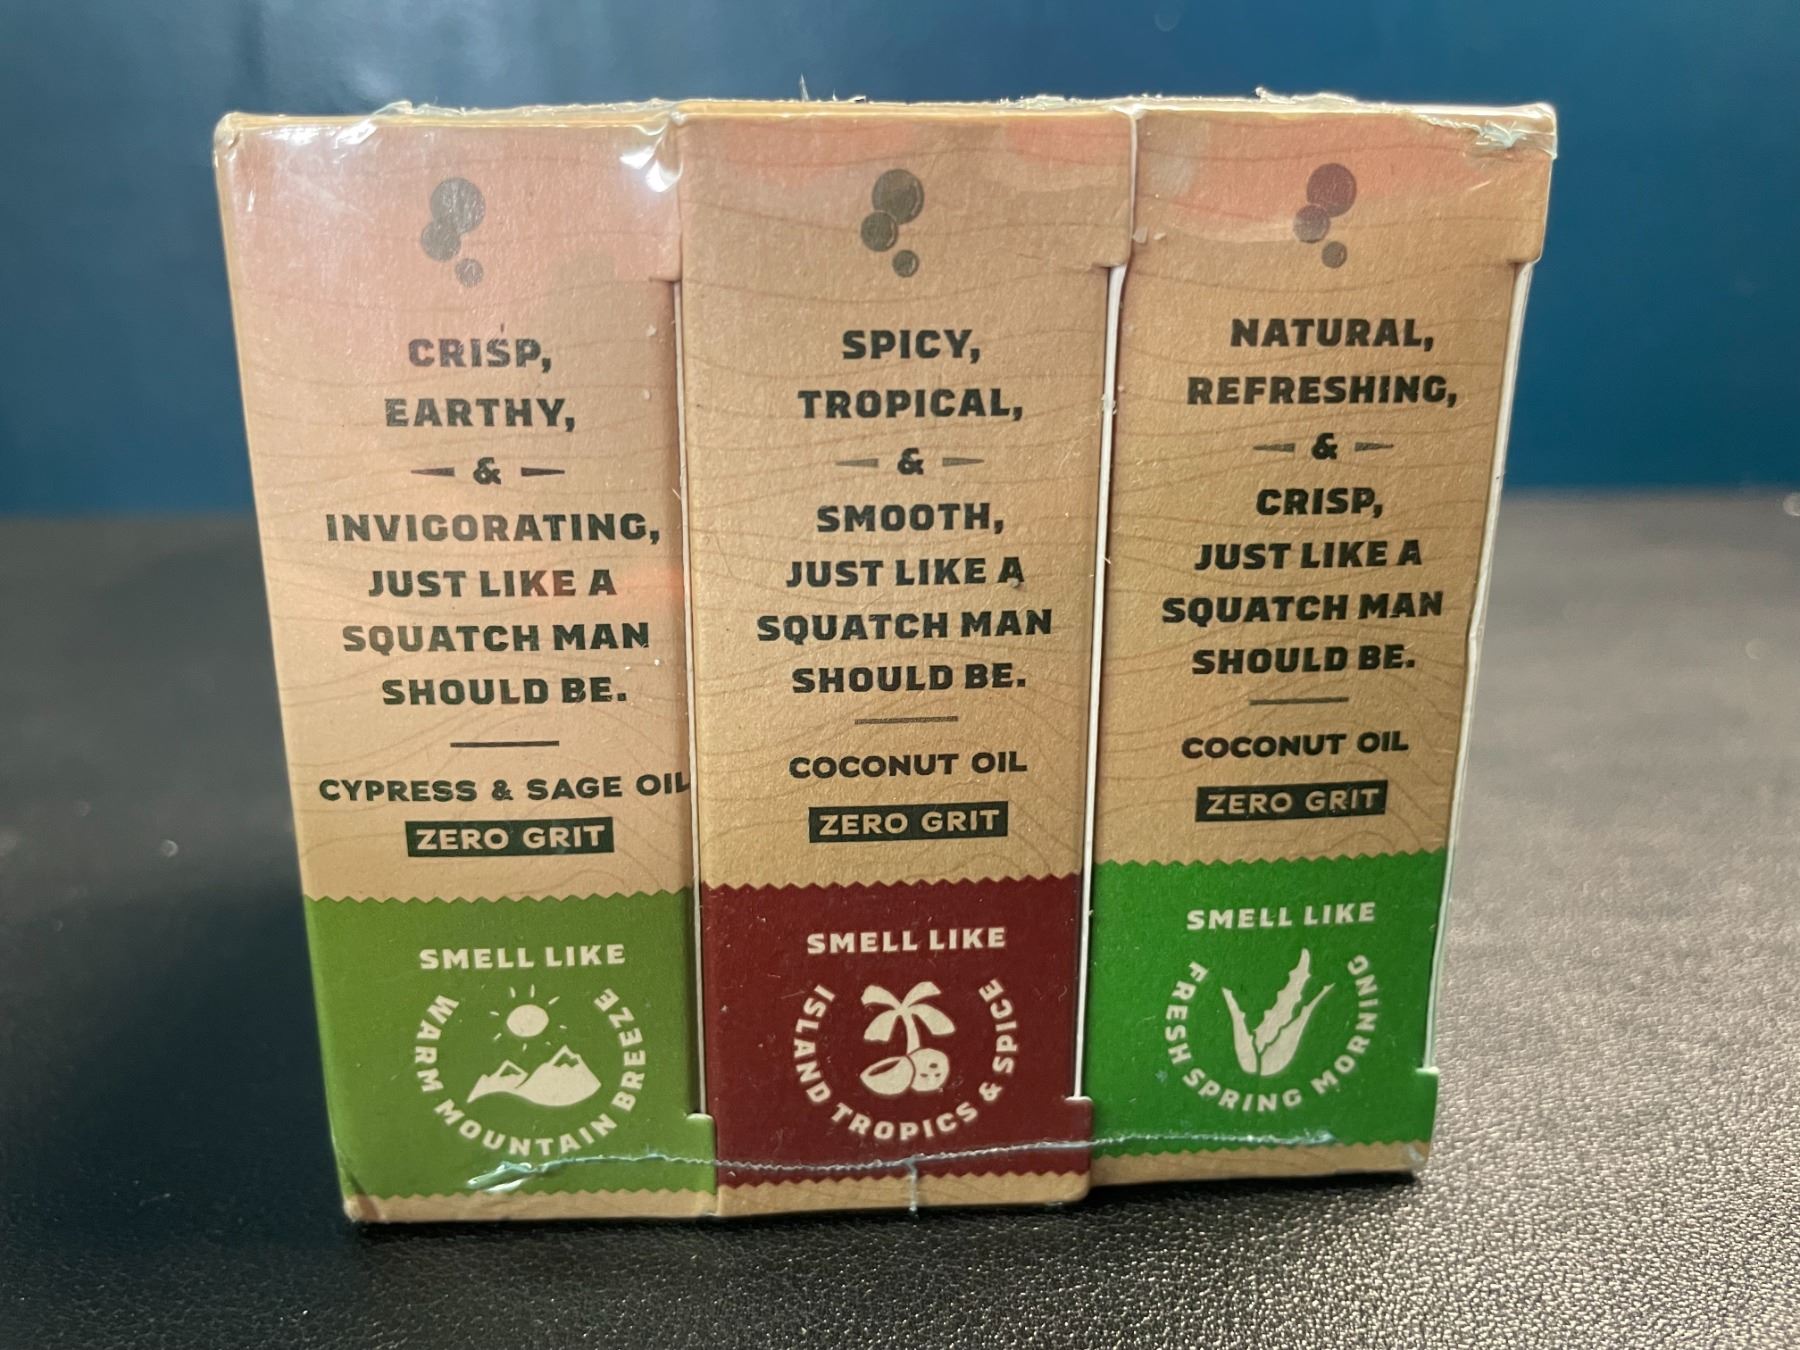 CRISP,
EARTHY,
&
INVIGORATING,
JUST LIKE A
SQUATCH MAN
SHOULD BE.
CYPRESS & SAGE OIL
ZERO GRIT
SMELL LIKE
WARM MOUNTAIN BREEZE
SPICY,
TROPICAL,
&
SMOOTH,
JUST LIKE A
SQUATCH MAN
SHOULD BE.
COCONUT OIL
ZERO GRIT
SMELL LIKE
ISLAND TROPICS & SPICE
NATURAL,
REFRESHING,
&
CRISP,
JUST LIKE A
SQUATCH MAN
SHOULD BE.
COCONUT OIL
ZERO GRIT
SMELL LIKE
FRESH SPRING MORNING